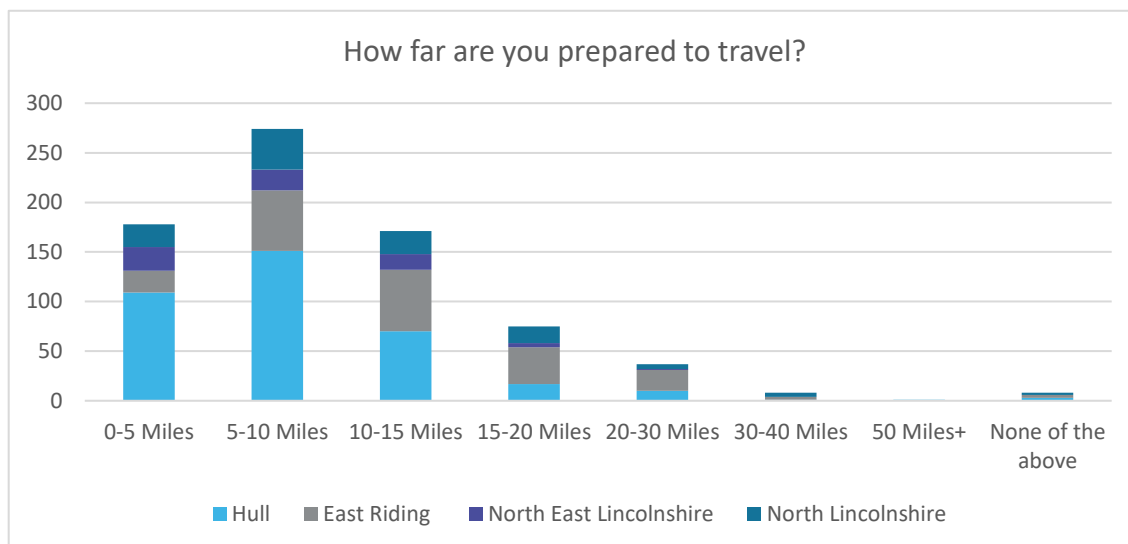 How far are you prepared to travel?
300
250
200
150
100
50
0
0-5 Miles
5-10 Miles
10-15 Miles
15-20 Miles
20-30 Miles
30-40 Miles
50 Miles+
None of the
above
Hull
East Riding
North East Lincolnshire
North Lincolnshire